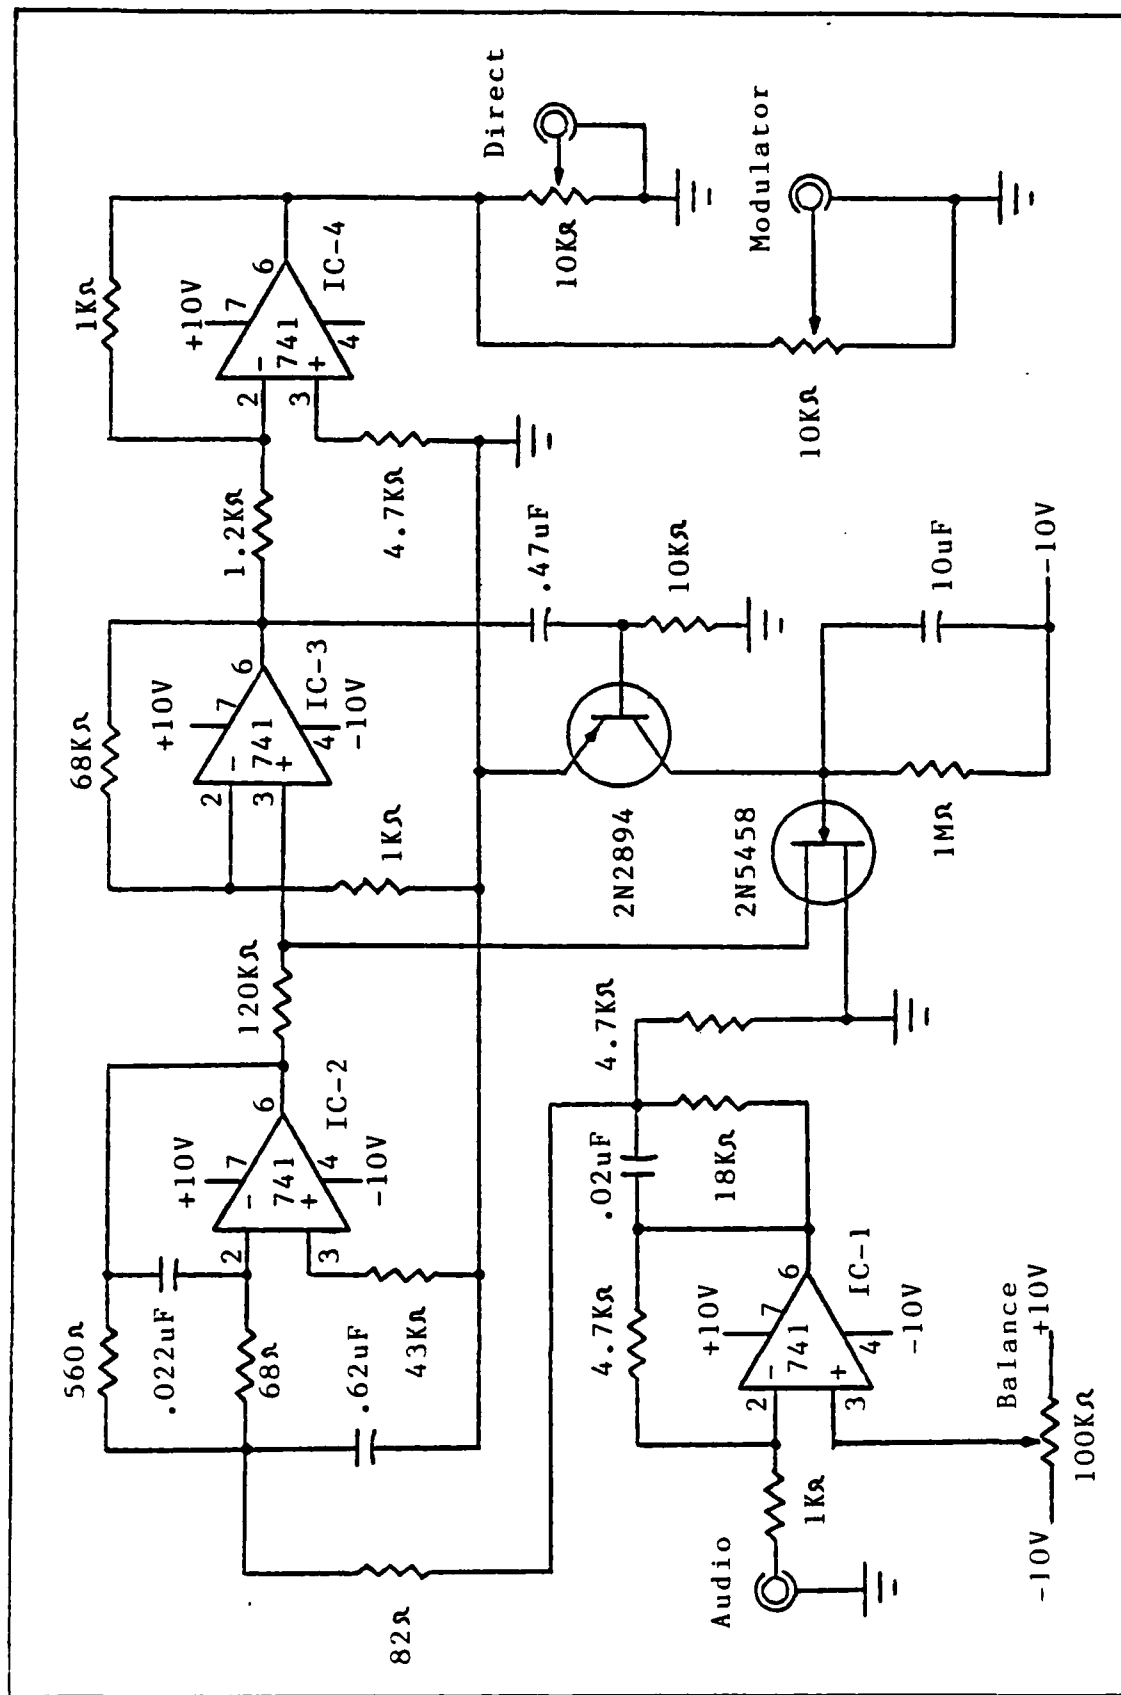 560Ω
.022uF
68Ω
.62uF
43KΩ
82Ω
+10V
2
3
-
+
741
7
6
4
IC-2
-10V
120KΩ
68KΩ
+10V
2
3
-
+
741
7
6
4
IC-3
-10V
1KΩ
1.2KΩ
1KΩ
+10V
2
3
-
+
741
7
6
4
IC-4
4.7KΩ
Direct
10KΩ
Modulator
10KΩ
.47uF
10KΩ
2N2894
2N5458
10uF
1MΩ
-10V
4.7KΩ
.02uF
18KΩ
4.7KΩ
+10V
2
3
-
+
741
7
6
4
IC-1
-10V
Audio
1KΩ
Balance
+10V
-10V
100KΩ